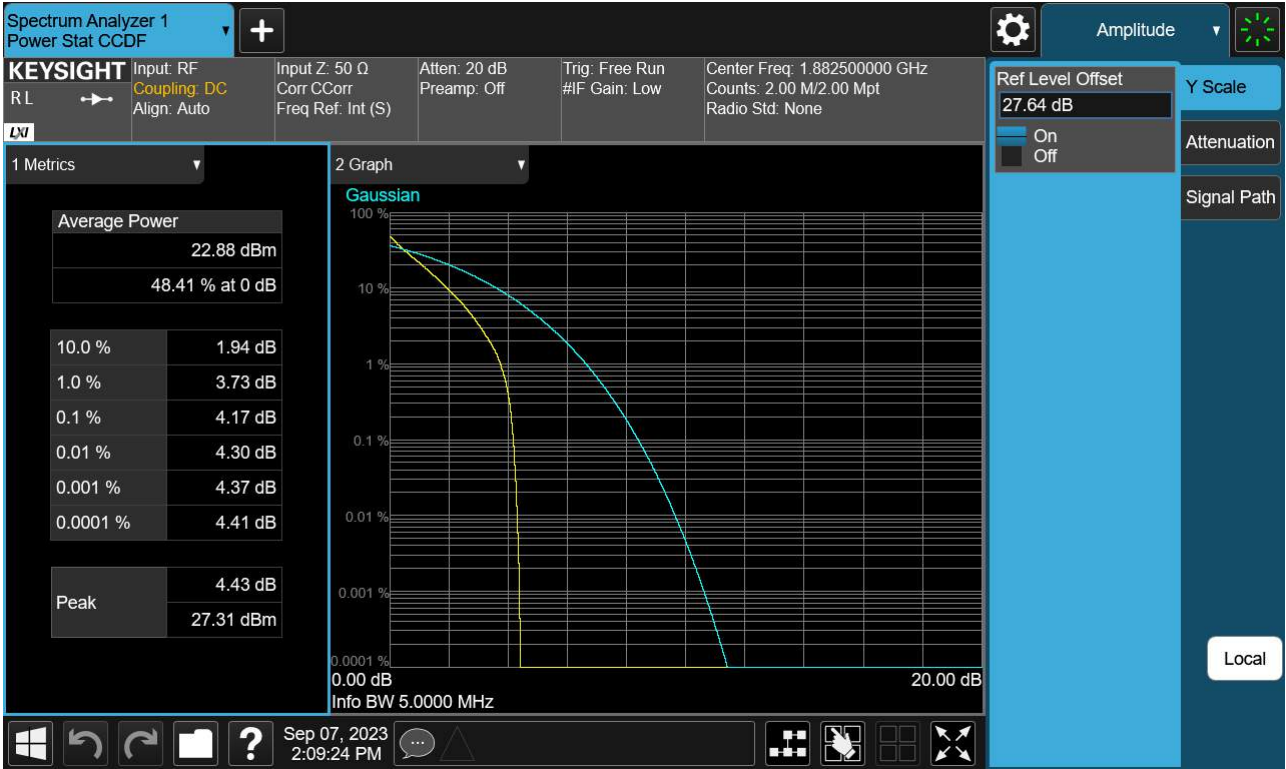 Spectrum Analyzer 1
Power Stat CCDF
+
Amplitude
KEYSIGHT
R L
LXI
Input: RF
Coupling: DC
Align: Auto
Input Z: 50 Ω
Corr CCorr
Freq Ref: Int (S)
Atten: 20 dB
Preamp: Off
Trig: Free Run
#IF Gain: Low
Center Freq: 1.882500000 GHz
Counts: 2.00 M/2.00 Mpt
Radio Std: None
Ref Level Offset
27.64 dB
On
Off
Y Scale
Attenuation
Signal Path
Local
1 Metrics
Average Power
22.88 dBm
48.41 % at 0 dB
10.0 % 1.94 dB
1.0 % 3.73 dB
0.1 % 4.17 dB
0.01 % 4.30 dB
0.001 % 4.37 dB
0.0001 % 4.41 dB
Peak
4.43 dB
27.31 dBm
2 Graph
Gaussian
100 %
10 %
1 %
0.1 %
0.01 %
0.001 %
0.0001 %
0.00 dB 20.00 dB
Info BW 5.0000 MHz
?
Sep 07, 2023
2:09:24 PM